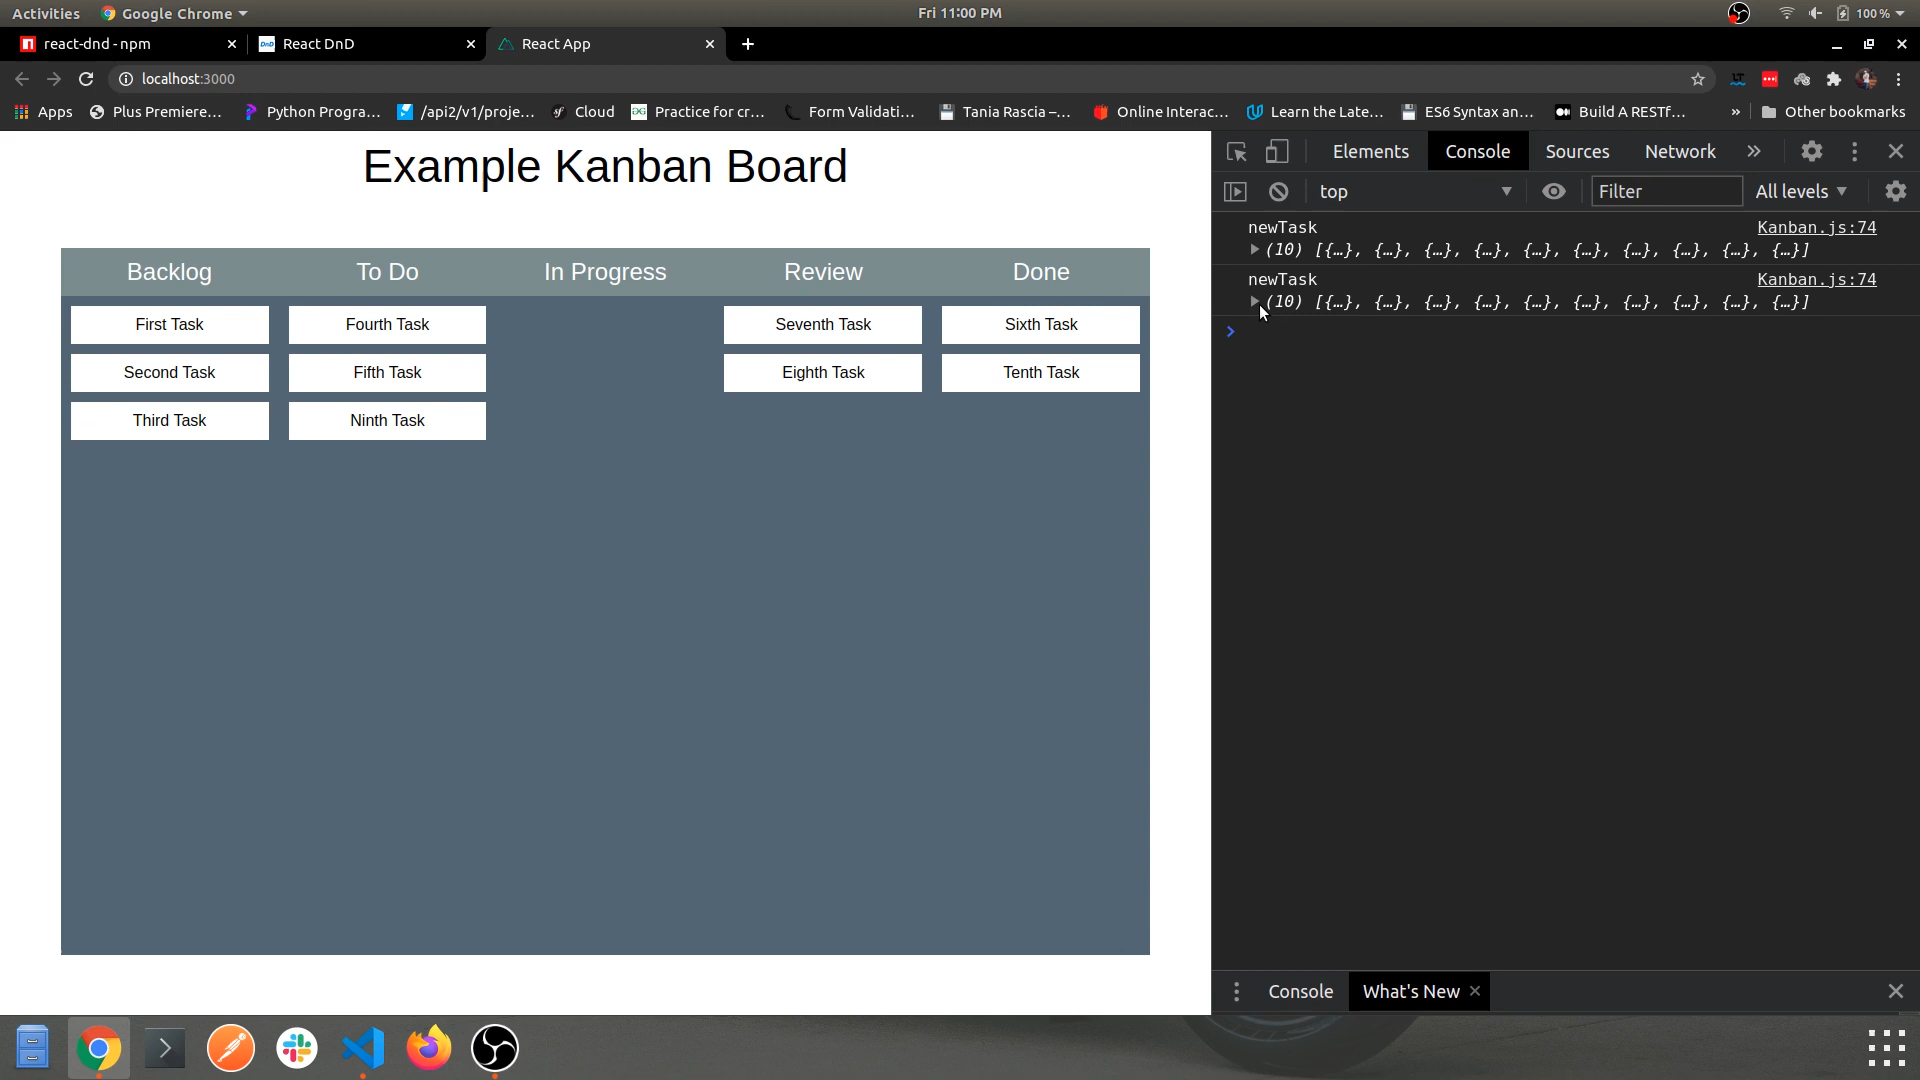 Activities Google Chrome Fri 11:00 PM 100 %
react-dnd - npm React DnD React App
localhost:3000
Apps Plus Premiere... Python Progra... /api2/v1/proje... Cloud Practice for cr... Form Validati... Tania Rascia –... Online Interac... Learn the Late... ES6 Syntax an... Build A RESTf... » Other bookmarks
Example Kanban Board
Elements Console Sources Network »
top Filter All levels
newTask Kanban.js:74
(10) [{…}, {…}, {…}, {…}, {…}, {…}, {…}, {…}, {…}, {…}]
newTask Kanban.js:74
(10) [{…}, {…}, {…}, {…}, {…}, {…}, {…}, {…}, {…}, {…}]
Backlog To Do In Progress Review Done
First Task Fourth Task Seventh Task Sixth Task
Second Task Fifth Task Eighth Task Tenth Task
Third Task Ninth Task
Console What's New